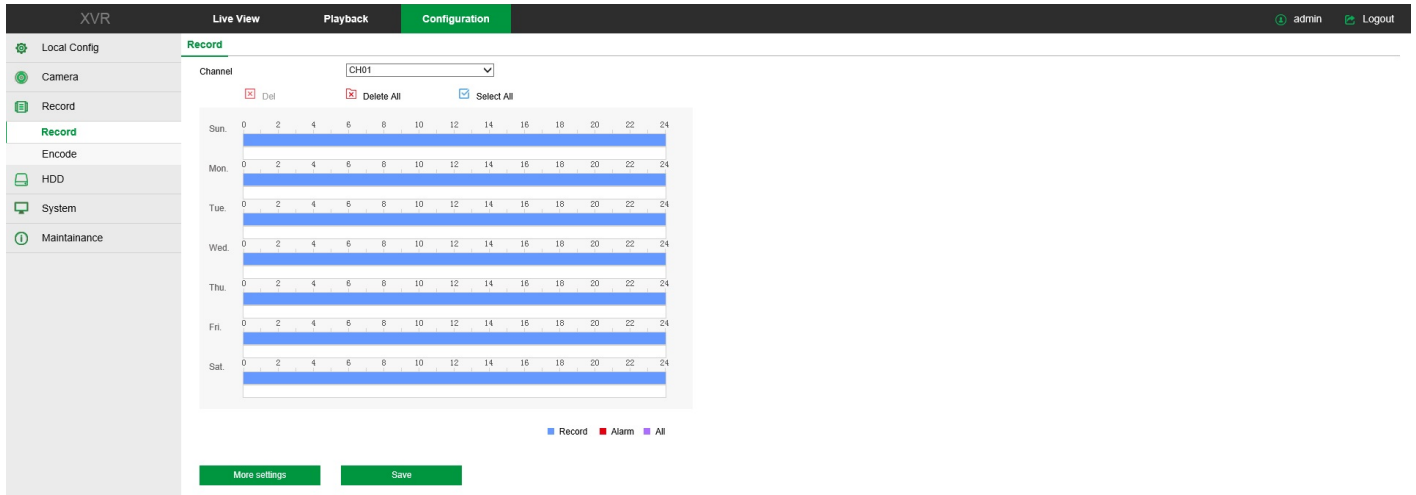 XVR Live View Playback Configuration admin Logout
Local Config
Camera
Record
Record
Encode
HDD
System
Maintainance
Record
Channel CH01
Del Delete All Select All
Sun. 0 2 4 6 8 10 12 14 16 18 20 22 24
Mon. 0 2 4 6 8 10 12 14 16 18 20 22 24
Tue. 0 2 4 6 8 10 12 14 16 18 20 22 24
Wed. 0 2 4 6 8 10 12 14 16 18 20 22 24
Thu. 0 2 4 6 8 10 12 14 16 18 20 22 24
Fri. 0 2 4 6 8 10 12 14 16 18 20 22 24
Sat. 0 2 4 6 8 10 12 14 16 18 20 22 24
Record Alarm All
More settings Save